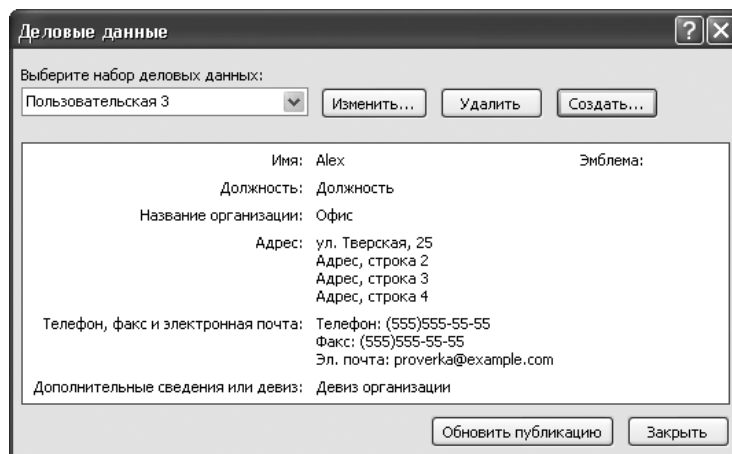 Деловые данные
Выберите набор деловых данных:
Пользовательская 3 Изменить... Удалить Создать...
Имя: Alex Эмблема:
Должность: Должность
Название организации: Офис
Адрес: ул. Тверская, 25
Адрес, строка 2
Адрес, строка 3
Адрес, строка 4
Телефон, факс и электронная почта: Телефон: (555)555-55-55
Факс: (555)555-55-55
Эл. почта: proverka@example.com
Дополнительные сведения или девиз: Девиз организации
Обновить публикацию Закрыть